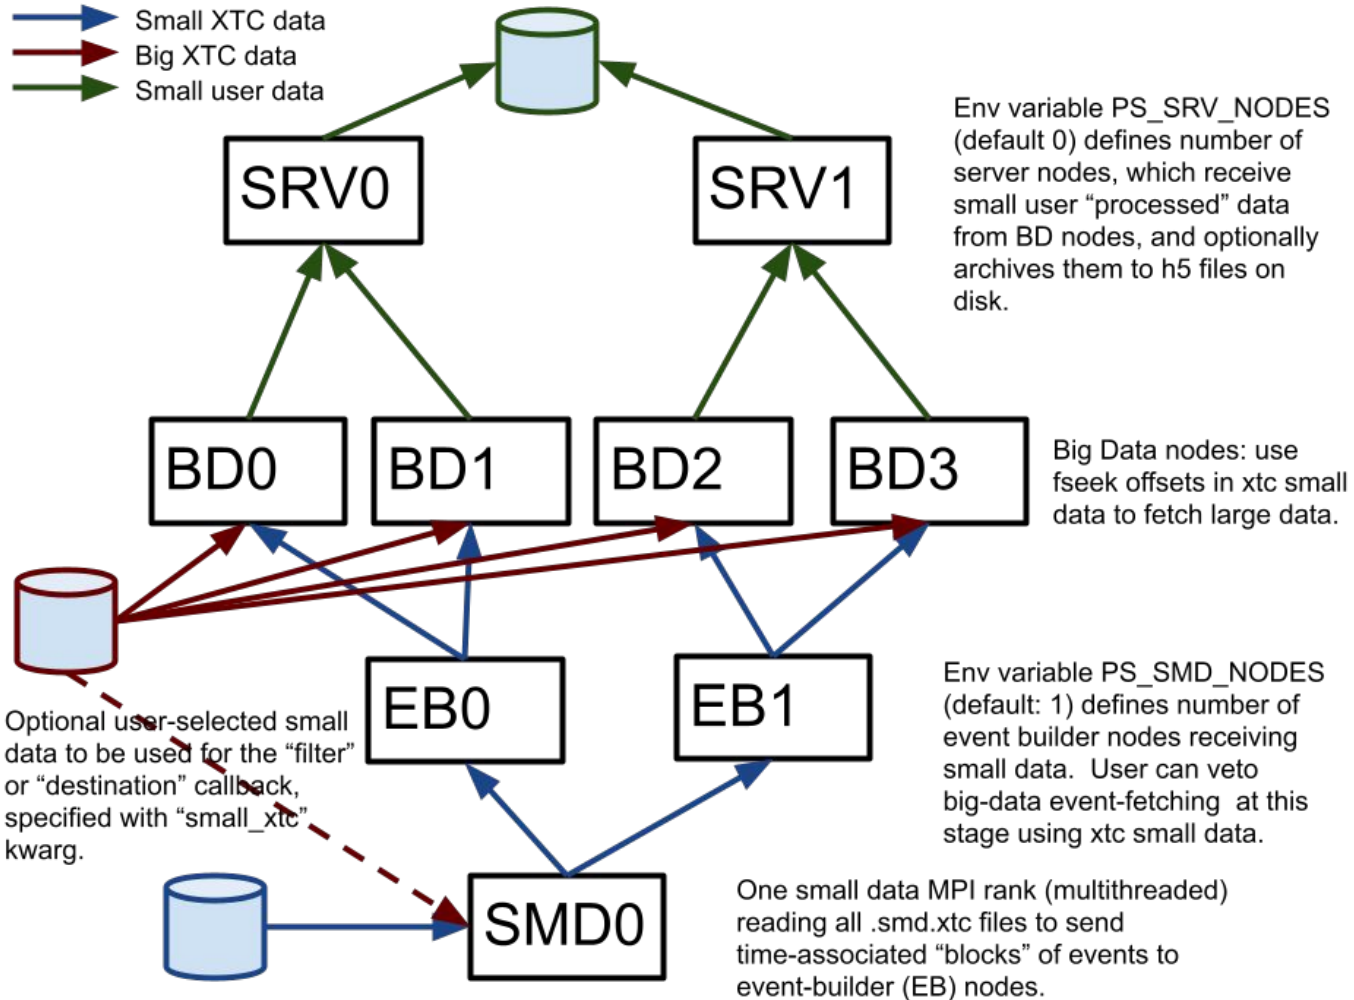 Small XTC data
Big XTC data
Small user data
SRV0
SRV1
Env variable PS_SRV_NODES
(default 0) defines number of
server nodes, which receive
small user “processed” data
from BD nodes, and optionally
archives them to h5 files on
disk.
BD0
BD1
BD2
BD3
Big Data nodes: use
fseek offsets in xtc small
data to fetch large data.
EB0
EB1
Env variable PS_SMD_NODES
(default: 1) defines number of
event builder nodes receiving
small data.  User can veto
big-data event-fetching  at this
stage using xtc small data.
Optional user-selected small
data to be used for the “filter”
or “destination” callback,
specified with “small_xtc”
kwarg.
SMD0
One small data MPI rank (multithreaded)
reading all .smd.xtc files to send
time-associated “blocks” of events to
event-builder (EB) nodes.